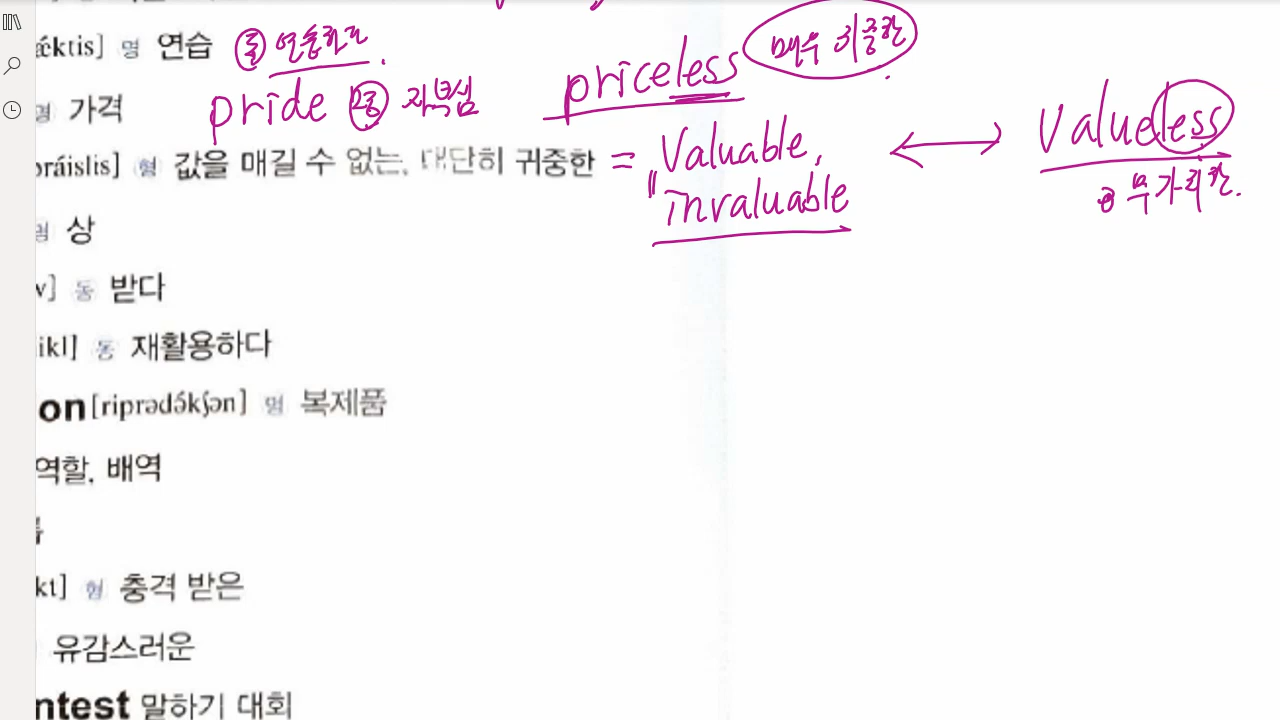 ǽktis] 명 연습 동 연습하다.
priceless 매우 귀중한.
명 가격 pride 명 자백심
Valueless
práislis] 형 값을 매길 수 없는, 대단히 귀중한 = Valuable,
invaluable
무가치한.
명 상
v] 동 받다
ikl] 동 재활용하다
on [riprədʌ́kʃən] 명 복제품
역할, 배역
kt] 형 충격 받은
유감스러운
ntest 말하기 대회